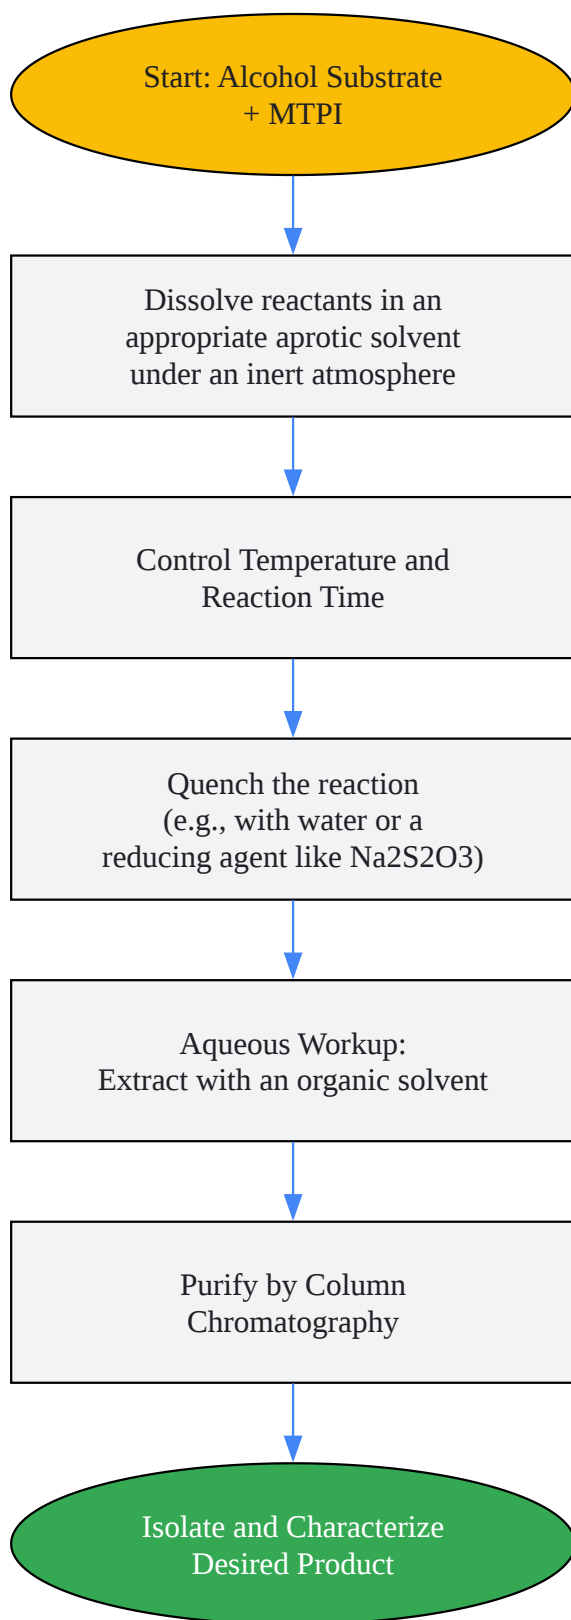 Start: Alcohol Substrate
+ MTPI
Dissolve reactants in an
appropriate aprotic solvent
under an inert atmosphere
Control Temperature and
Reaction Time
Quench the reaction
(e.g., with water or a
reducing agent like Na2S2O3)
Aqueous Workup:
Extract with an organic solvent
Purify by Column
Chromatography
Isolate and Characterize
Desired Product